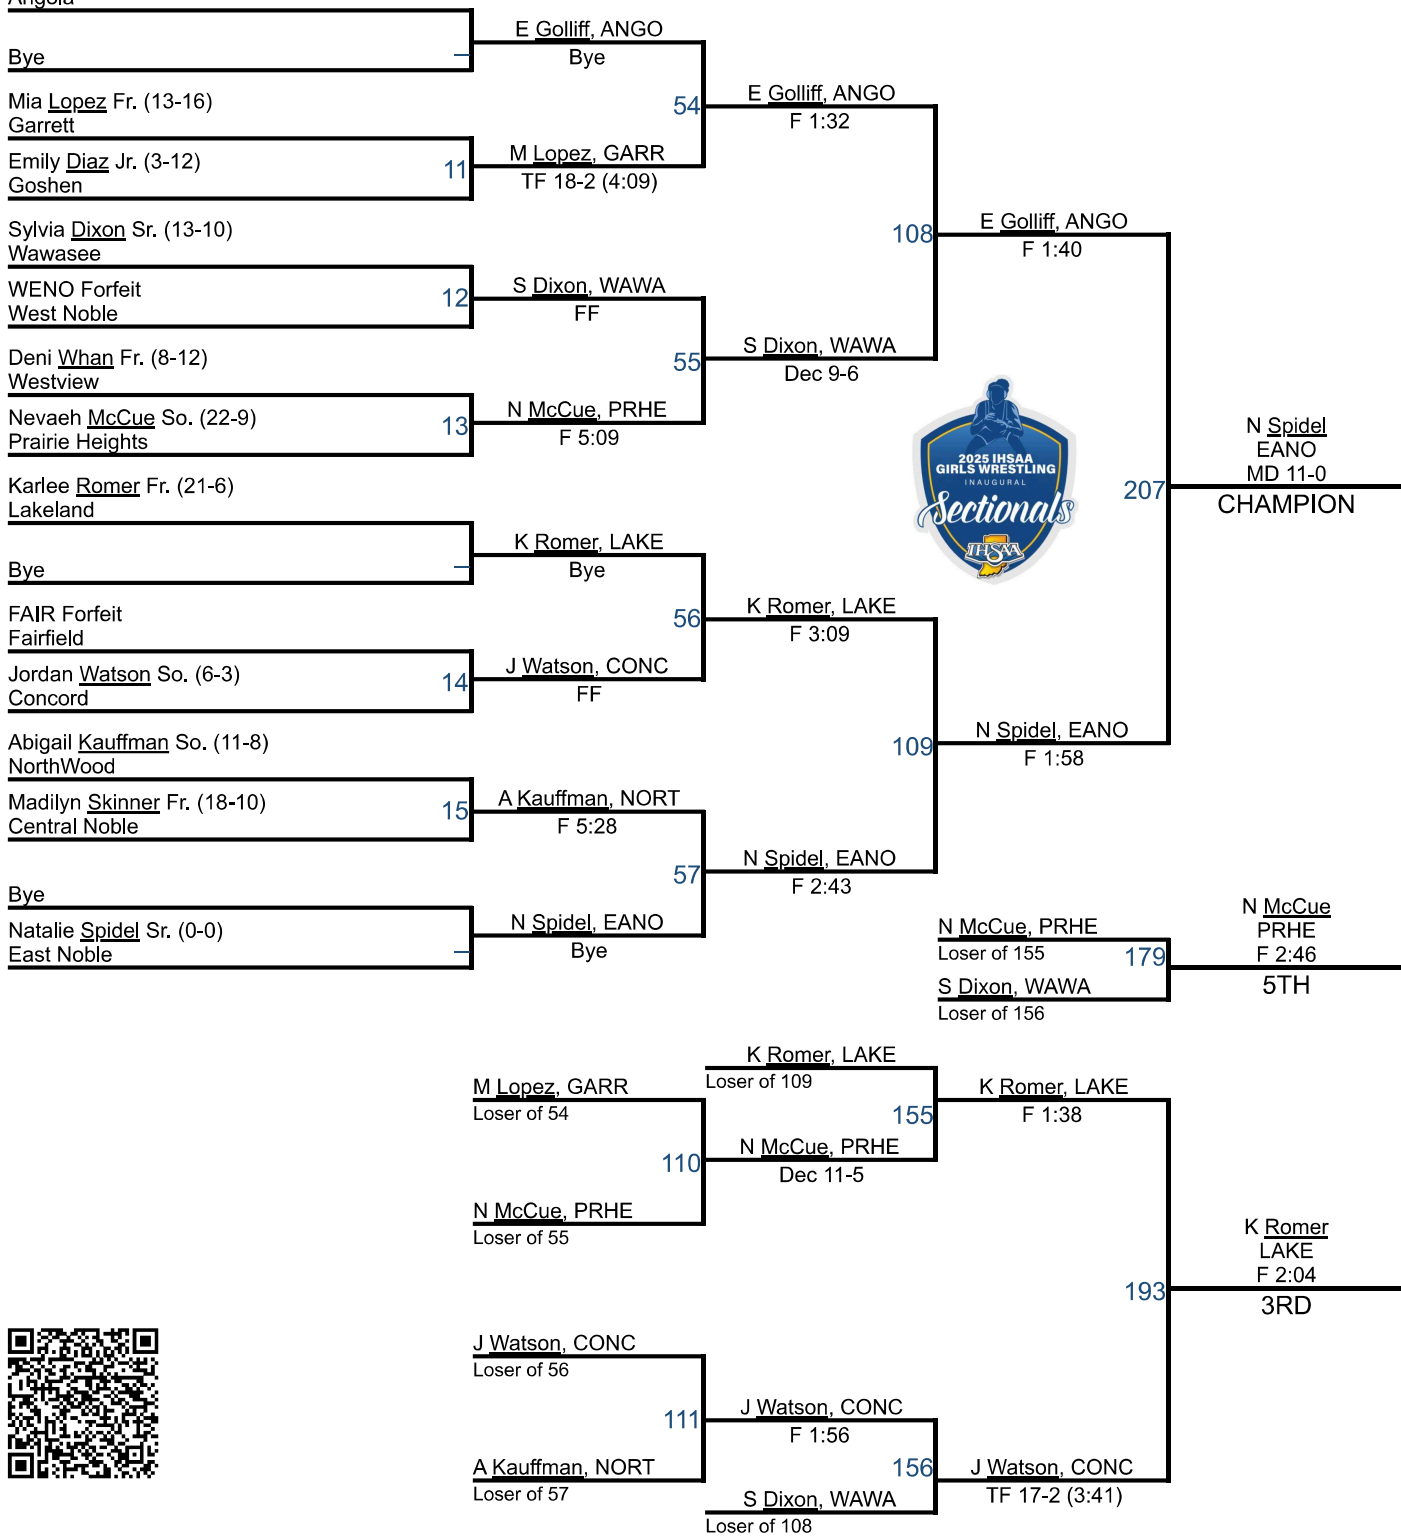 Angola
Bye
–
E Golliff, ANGO
Bye
Mia Lopez Fr. (13-16)
Garrett
Emily Diaz Jr. (3-12)
Goshen
11
M Lopez, GARR
TF 18-2 (4:09)
54
E Golliff, ANGO
F 1:32
Sylvia Dixon Sr. (13-10)
Wawasee
WENO Forfeit
West Noble
12
S Dixon, WAWA
FF
Deni Whan Fr. (8-12)
Westview
Nevaeh McCue So. (22-9)
Prairie Heights
13
N McCue, PRHE
F 5:09
55
S Dixon, WAWA
Dec 9-6
108
E Golliff, ANGO
F 1:40
Karlee Romer Fr. (21-6)
Lakeland
Bye
–
K Romer, LAKE
Bye
FAIR Forfeit
Fairfield
Jordan Watson So. (6-3)
Concord
14
J Watson, CONC
FF
56
K Romer, LAKE
F 3:09
Abigail Kauffman So. (11-8)
NorthWood
Madilyn Skinner Fr. (18-10)
Central Noble
15
A Kauffman, NORT
F 5:28
Bye
Natalie Spidel Sr. (0-0)
East Noble
–
N Spidel, EANO
Bye
57
N Spidel, EANO
F 2:43
109
N Spidel, EANO
F 1:58
2025 IHSAA
GIRLS WRESTLING
INAUGURAL
Sectionals
IHSAA
207
N Spidel
EANO
MD 11-0
CHAMPION
N McCue, PRHE
Loser of 155
S Dixon, WAWA
Loser of 156
179
N McCue
PRHE
F 2:46
5TH
M Lopez, GARR
Loser of 54
N McCue, PRHE
Loser of 55
110
K Romer, LAKE
Loser of 109
N McCue, PRHE
Dec 11-5
155
K Romer, LAKE
F 1:38
J Watson, CONC
Loser of 56
A Kauffman, NORT
Loser of 57
111
J Watson, CONC
F 1:56
S Dixon, WAWA
Loser of 108
156
J Watson, CONC
TF 17-2 (3:41)
193
K Romer
LAKE
F 2:04
3RD